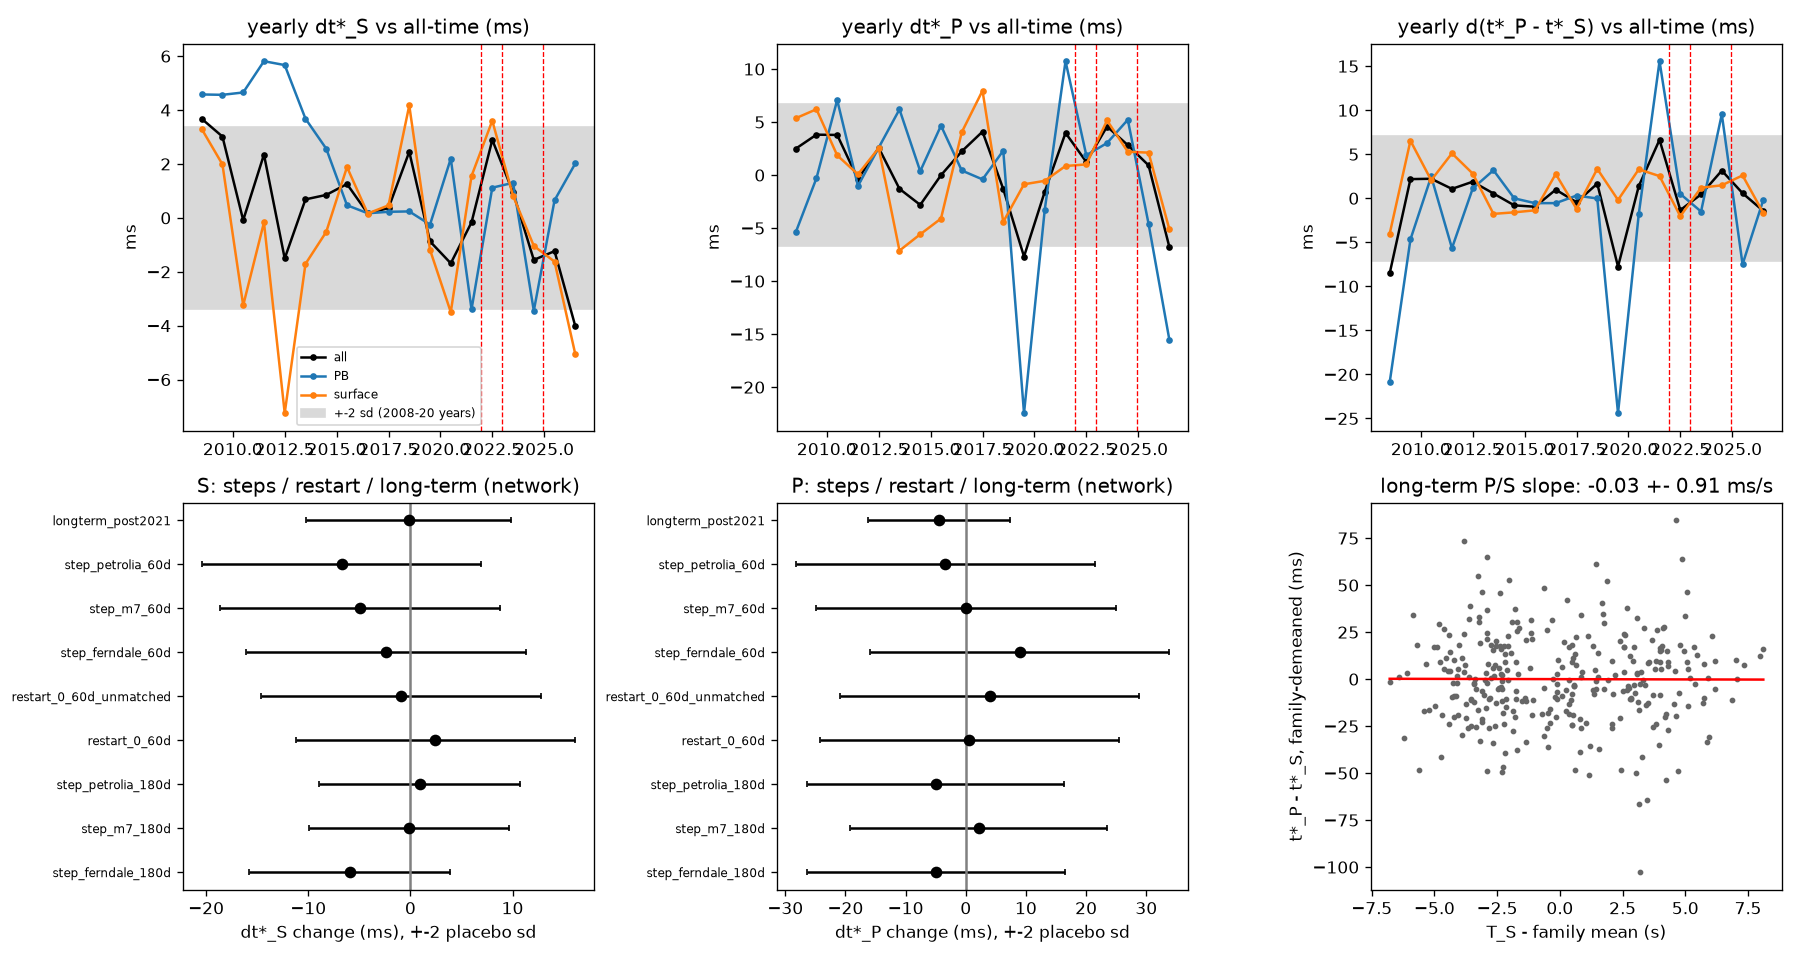 yearly dt*_S vs all-time (ms)
6
4
2
0
−2
−4
−6
ms
all
PB
surface
+-2 sd (2008-20 years)
2010.0
2012.5
2015.0
2017.5
2020.0
2022.5
2025.0
yearly dt*_P vs all-time (ms)
10
5
0
−5
−10
−15
−20
ms
2010.0
2012.5
2015.0
2017.5
2020.0
2022.5
2025.0
yearly d(t*_P - t*_S) vs all-time (ms)
15
10
5
0
−5
−10
−15
−20
−25
ms
2010.0
2012.5
2015.0
2017.5
2020.0
2022.5
2025.0
S: steps / restart / long-term (network)
longterm_post2021
step_petrolia_60d
step_m7_60d
step_ferndale_60d
restart_0_60d_unmatched
restart_0_60d
step_petrolia_180d
step_m7_180d
step_ferndale_180d
−20
−10
0
10
dt*_S change (ms), +-2 placebo sd
P: steps / restart / long-term (network)
longterm_post2021
step_petrolia_60d
step_m7_60d
step_ferndale_60d
restart_0_60d_unmatched
restart_0_60d
step_petrolia_180d
step_m7_180d
step_ferndale_180d
−30
−20
−10
0
10
20
30
dt*_P change (ms), +-2 placebo sd
long-term P/S slope: -0.03 +- 0.91 ms/s
75
50
25
0
−25
−50
−75
−100
t*_P - t*_S, family-demeaned (ms)
−7.5
−5.0
−2.5
0.0
2.5
5.0
7.5
T_S - family mean (s)